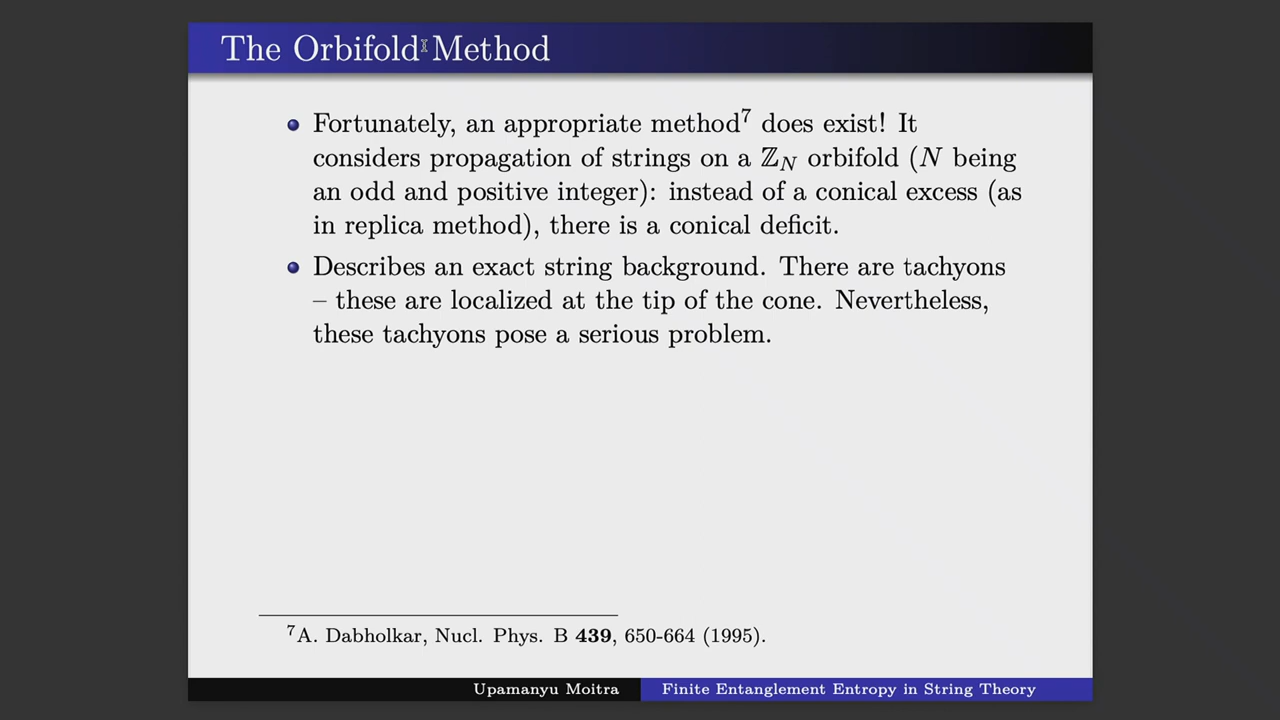 The Orbifold Method
Fortunately, an appropriate method⁷ does exist! It
considers propagation of strings on a ℤ_N orbifold (N being
an odd and positive integer): instead of a conical excess (as
in replica method), there is a conical deficit.
Describes an exact string background. There are tachyons
– these are localized at the tip of the cone. Nevertheless,
these tachyons pose a serious problem.
⁷A. Dabholkar, Nucl. Phys. B 439, 650-664 (1995).
Upamanyu Moitra Finite Entanglement Entropy in String Theory